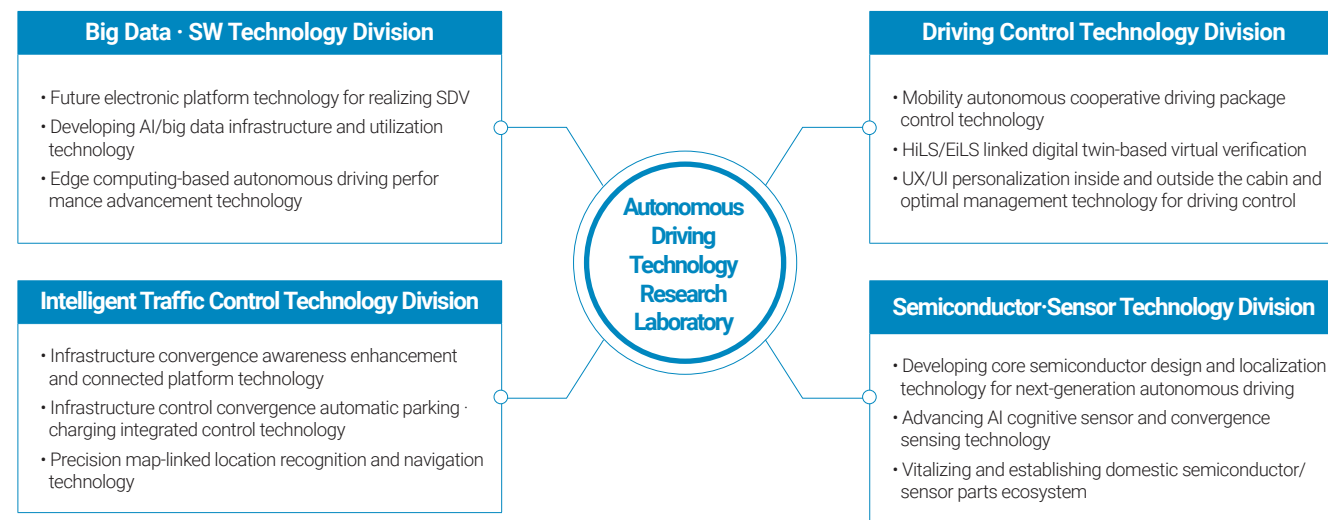 Big Data · SW Technology Division
• Future electronic platform technology for realizing SDV
• Developing AI/big data infrastructure and utilization
technology
• Edge computing-based autonomous driving perfor
mance advancement technology
Driving Control Technology Division
• Mobility autonomous cooperative driving package
control technology
• HiLS/EiLS linked digital twin-based virtual verification
• UX/UI personalization inside and outside the cabin and
optimal management technology for driving control
Autonomous
Driving
Technology
Research
Laboratory
Intelligent Traffic Control Technology Division
• Infrastructure convergence awareness enhancement
and connected platform technology
• Infrastructure control convergence automatic parking ·
charging integrated control technology
• Precision map-linked location recognition and navigation
technology
Semiconductor·Sensor Technology Division
• Developing core semiconductor design and localization
technology for next-generation autonomous driving
• Advancing AI cognitive sensor and convergence
sensing technology
• Vitalizing and establishing domestic semiconductor/
sensor parts ecosystem